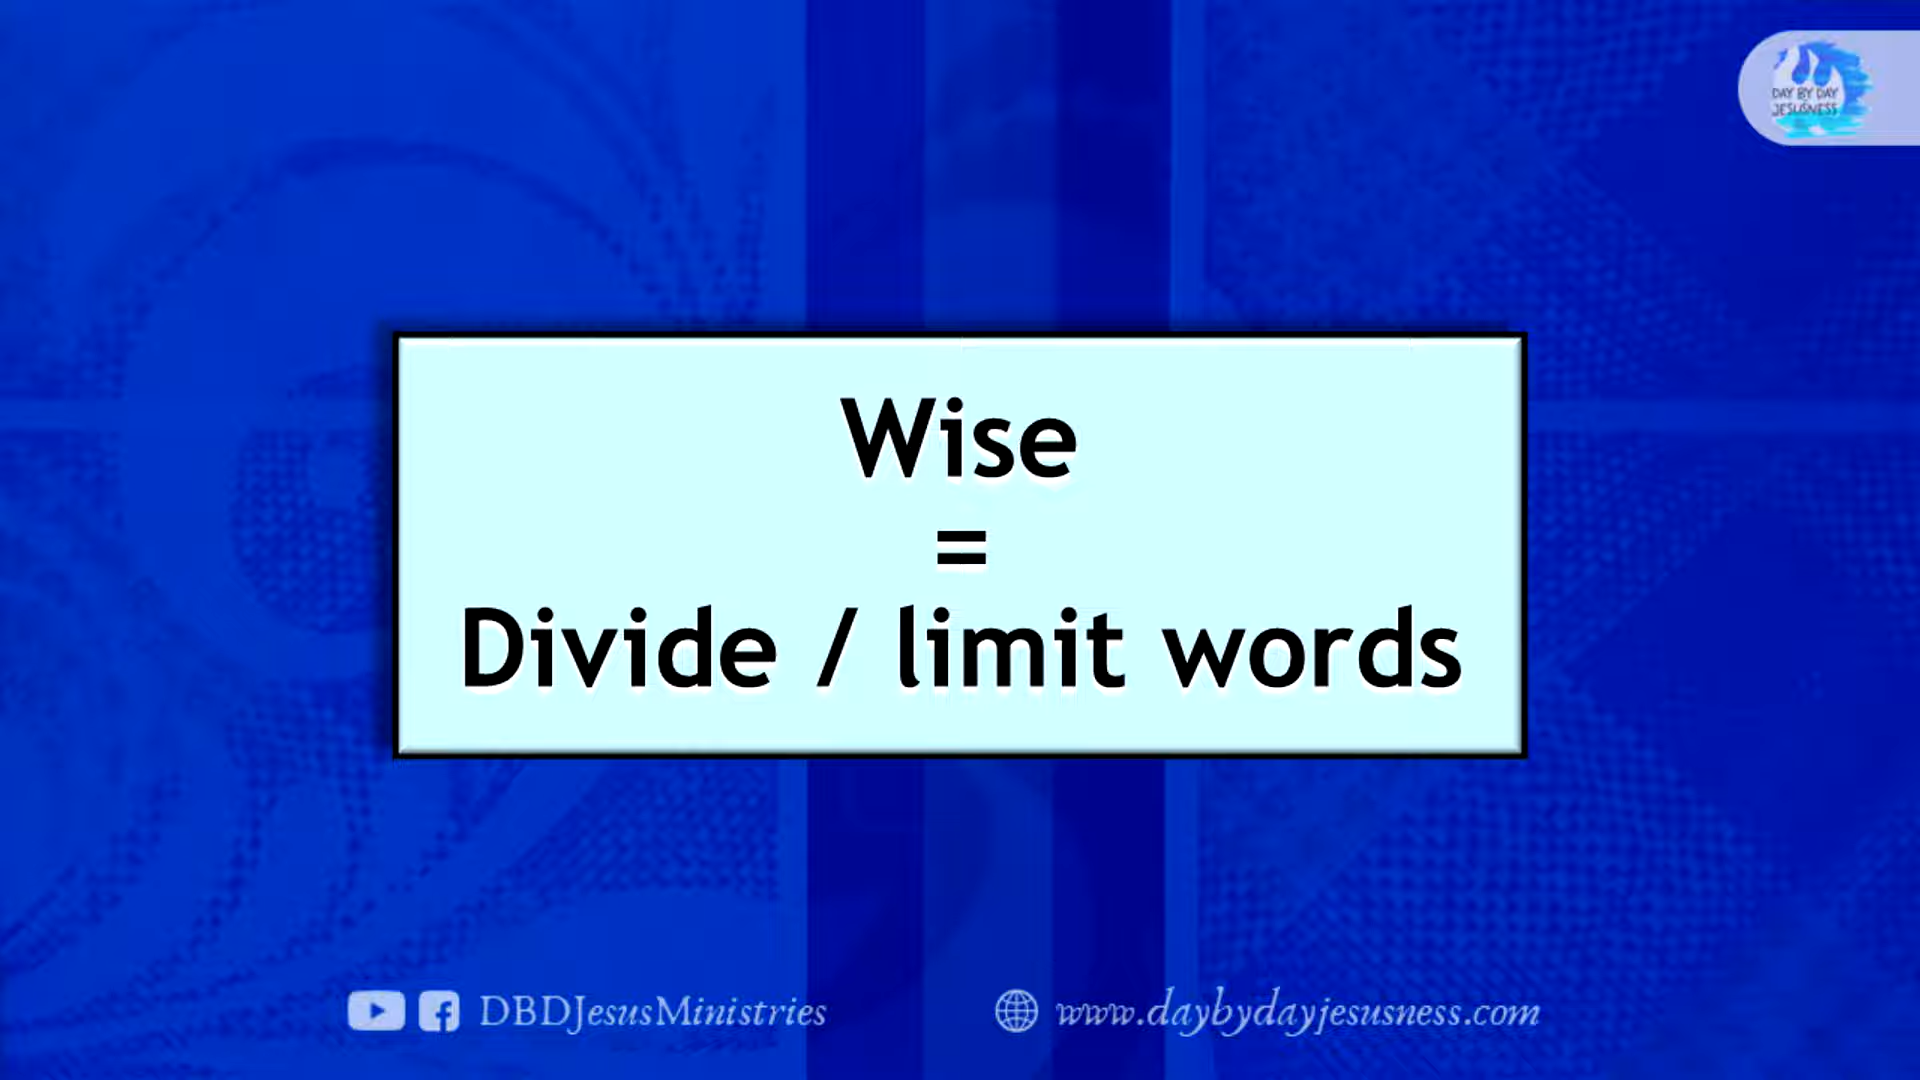 DAY BY DAY
JESUSNESS
Wise
=
Divide / limit words
DBDJesusMinistries
www.daybydayjesusness.com